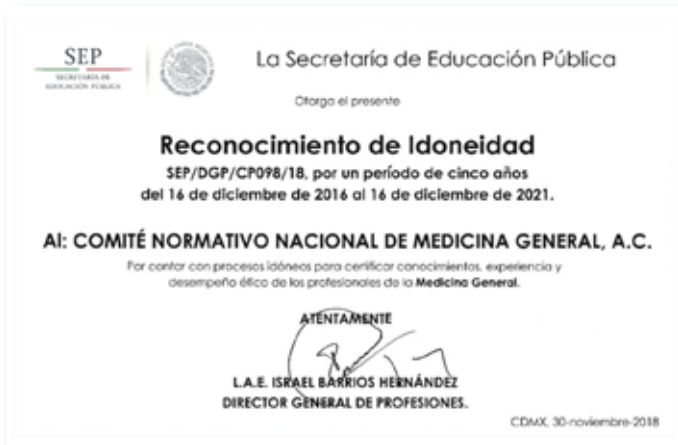 SEP
SECRETARÍA DE
EDUCACIÓN PÚBLICA
La Secretaría de Educación Pública
Otorga el presente
Reconocimiento de Idoneidad
SEP/DGP/CP098/18, por un período de cinco años
del 16 de diciembre de 2016 al 16 de diciembre de 2021.
Al: COMITÉ NORMATIVO NACIONAL DE MEDICINA GENERAL, A.C.
Por contar con procesos idóneos para certificar conocimientos, experiencia y
desempeño ético de los profesionales de la Medicina General.
ATENTAMENTE
L.A.E. ISRAEL BARRIOS HERNÁNDEZ
DIRECTOR GENERAL DE PROFESIONES.
CDMX, 30-noviembre-2018